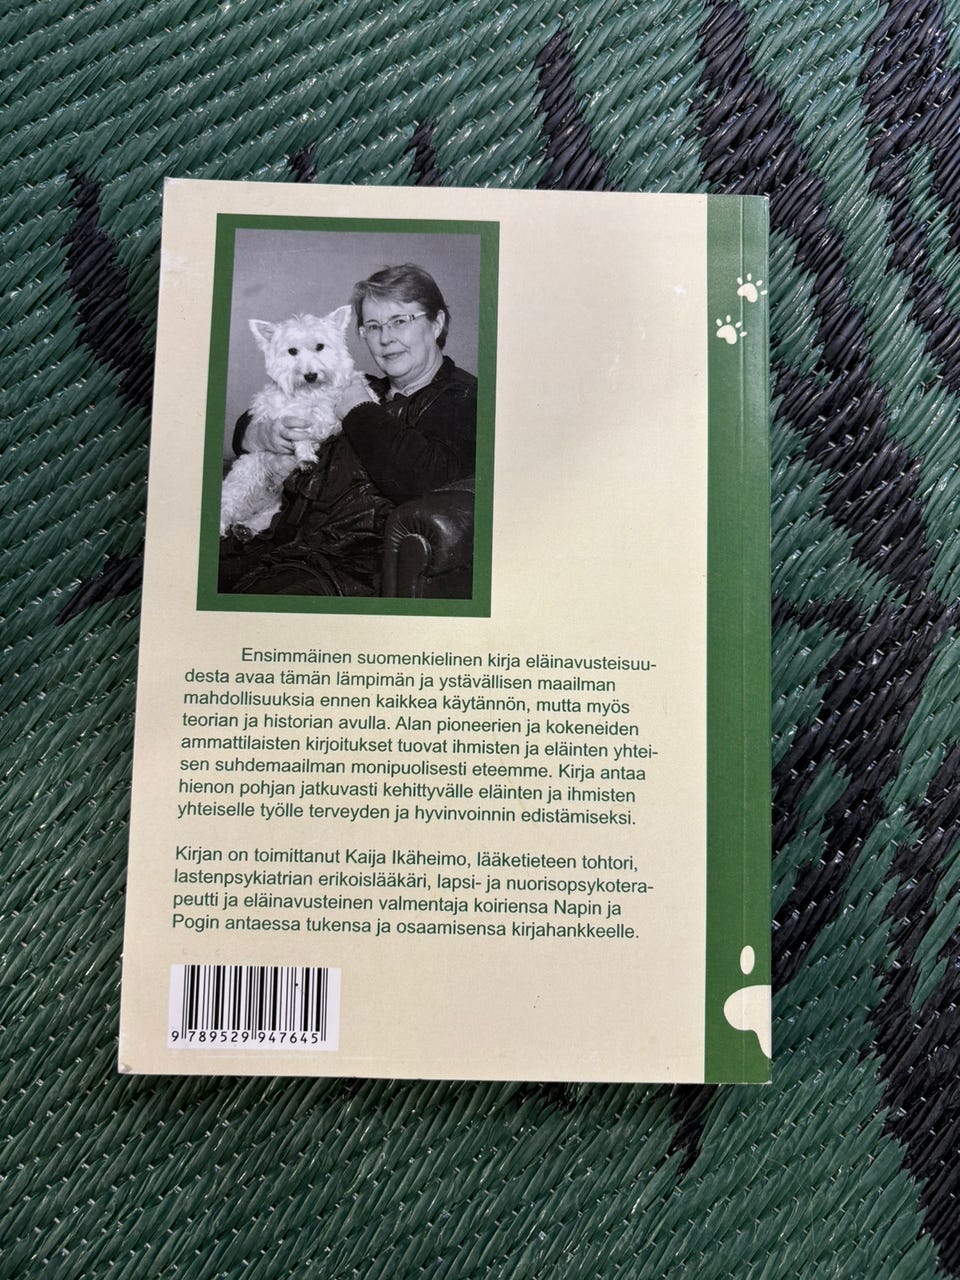 Ensimmäinen suomenkielinen kirja eläinavusteisuu-
desta avaa tämän lämpimän ja ystävällisen maailman
mahdollisuuksia ennen kaikkea käytännön, mutta myös
teorian ja historian avulla. Alan pioneerien ja kokeneiden
ammattilaisten kirjoitukset tuovat ihmisten ja eläinten yhtei-
sen suhdemaailman monipuolisesti eteemme. Kirja antaa
hienon pohjan jatkuvasti kehittyvälle eläinten ja ihmisten
yhteiselle työlle terveyden ja hyvinvoinnin edistämiseksi.
Kirjan on toimittanut Kaija Ikäheimo, lääketieteen tohtori,
lastenpsykiatrian erikoislääkäri, lapsi- ja nuorisopsykotera-
peutti ja eläinavusteinen valmentaja koiriensa Napin ja
Pogin antaessa tukensa ja osaamisensa kirjahankkeelle.
9 789529 947645